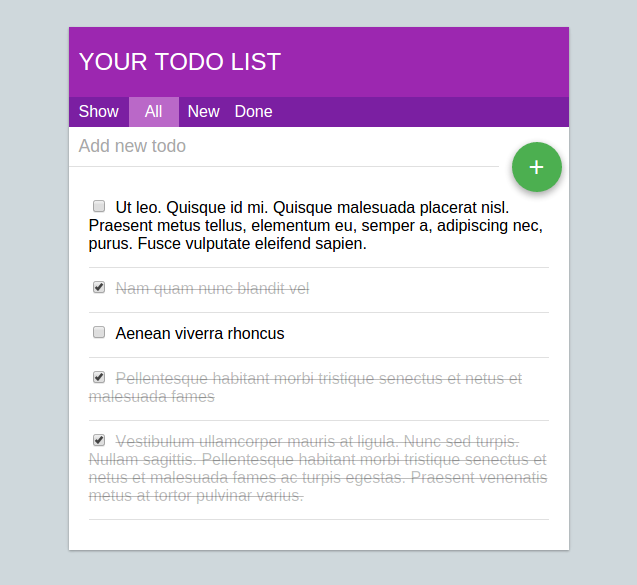 YOUR TODO LIST
Show All New Done
Add new todo
+
Ut leo. Quisque id mi. Quisque malesuada placerat nisl.
Praesent metus tellus, elementum eu, semper a, adipiscing nec,
purus. Fusce vulputate eleifend sapien.
Nam quam nunc blandit vel
Aenean viverra rhoncus
Pellentesque habitant morbi tristique senectus et netus et
malesuada fames
Vestibulum ullamcorper mauris at ligula. Nunc sed turpis.
Nullam sagittis. Pellentesque habitant morbi tristique senectus et
netus et malesuada fames ac turpis egestas. Praesent venenatis
metus at tortor pulvinar varius.